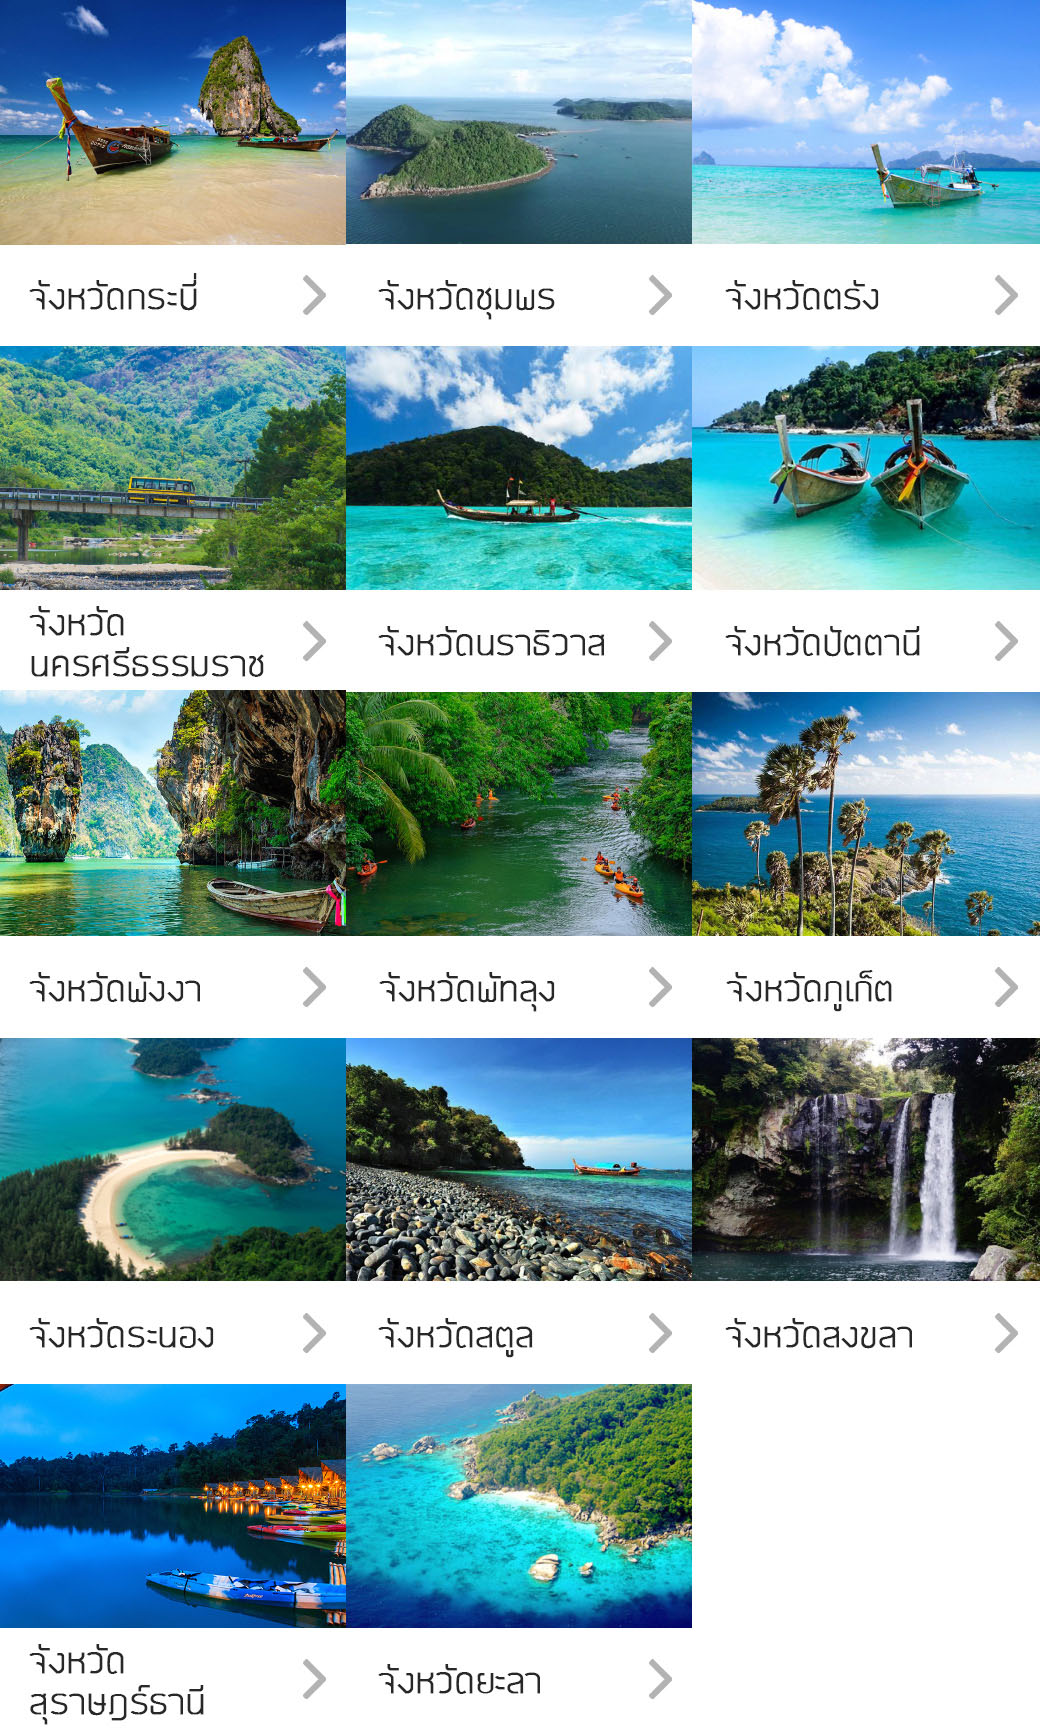 จังหวัดกระบี่
จังหวัดชุมพร
จังหวัดตรัง
จังหวัด
นครศรีธรรมราช
จังหวัดนราธิวาส
จังหวัดปัตตานี
จังหวัดพังงา
จังหวัดพัทลุง
จังหวัดภูเก็ต
จังหวัดระนอง
จังหวัดสตูล
จังหวัดสงขลา
จังหวัด
สุราษฎร์ธานี
จังหวัดยะลา